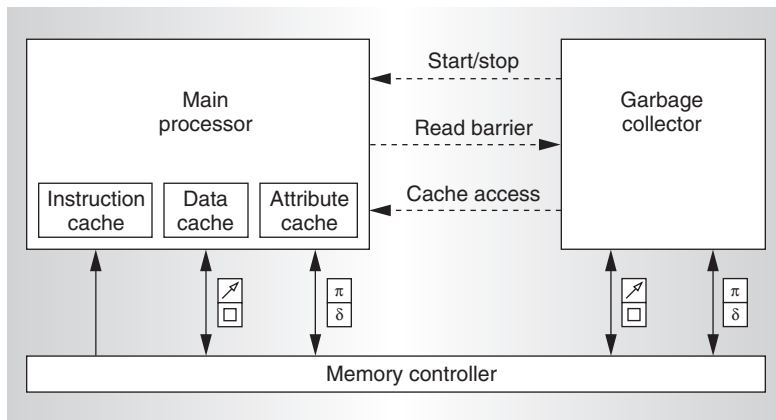 Start/stop
Main
processor
Garbage
collector
Read barrier
Cache access
Instruction
cache
Data
cache
Attribute
cache
π
δ
π
δ
Memory controller